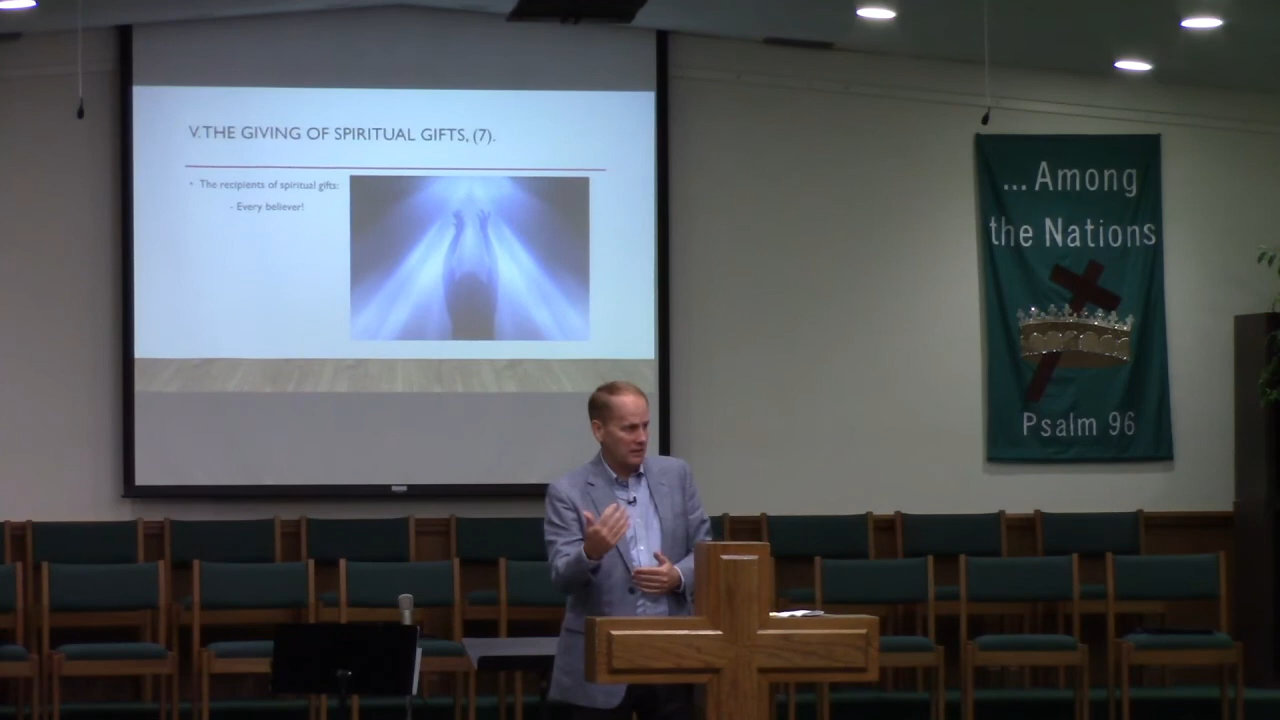 V. THE GIVING OF SPIRITUAL GIFTS, (7).
• The recipients of spiritual gifts:
- Every believer!
... Among
the Nations
Psalm 96